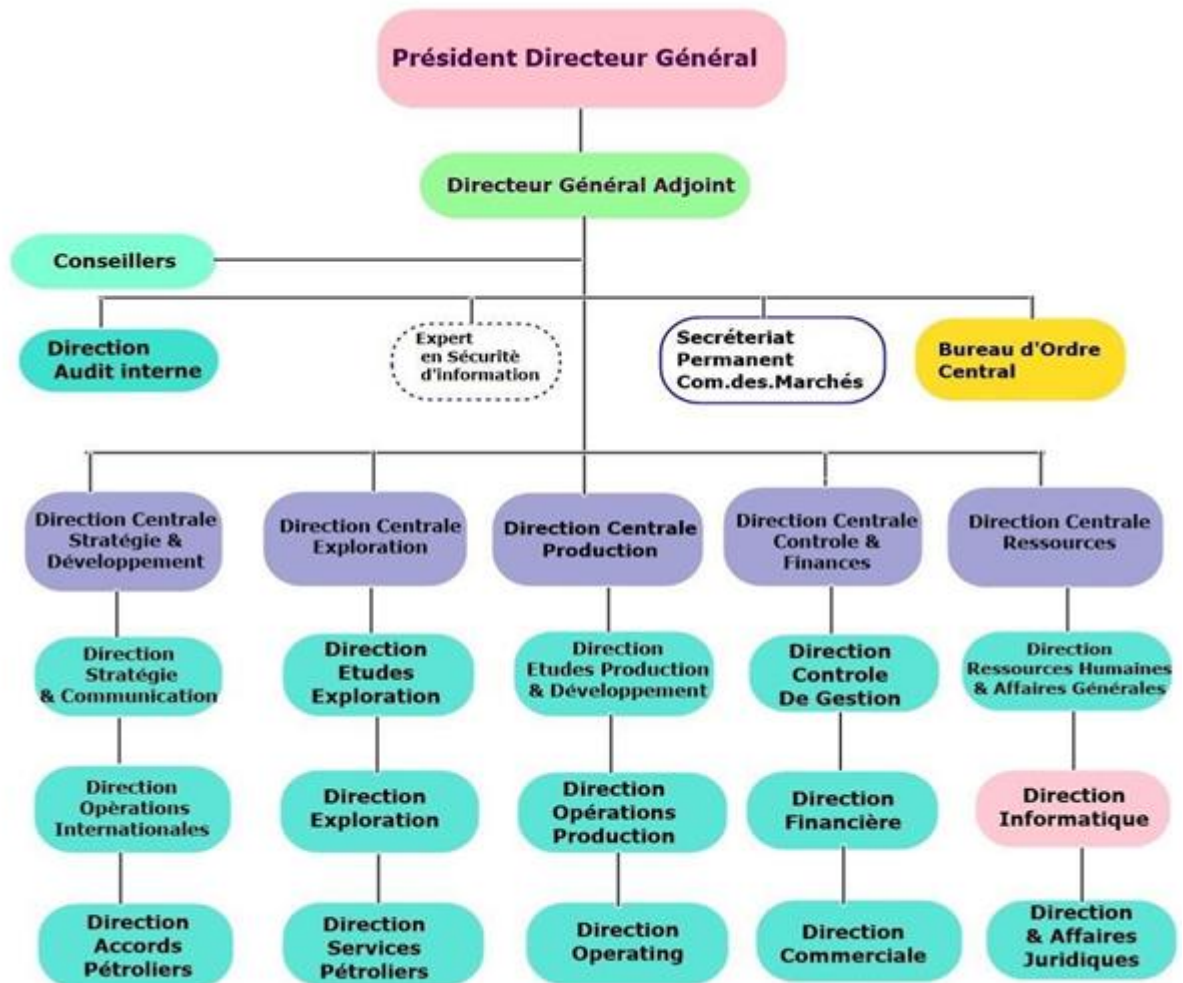 Président Directeur Général
Directeur Général Adjoint
Conseillers
Direction
Audit interne
Expert
en Sécuritè
d'information
Secréteriat
Permanent
Com.des.Marchés
Bureau d'Ordre
Central
Direction Centrale
Stratégie &
Développement
Direction Centrale
Exploration
Direction Centrale
Production
Direction Centrale
Controle &
Finances
Direction Centrale
Ressources
Direction
Stratégie
& Communication
Direction
Etudes
Exploration
Direction
Etudes Production
& Développement
Direction
Controle
De Gestion
Direction
Ressources Humaines
& Affaires Générales
Direction
Opèrations
Internationales
Direction
Exploration
Direction
Opérations
Production
Direction
Financière
Direction
Informatique
Direction
Accords
Pétroliers
Direction
Services
Pétroliers
Direction
Operating
Direction
Commerciale
Direction
& Affaires
Juridiques